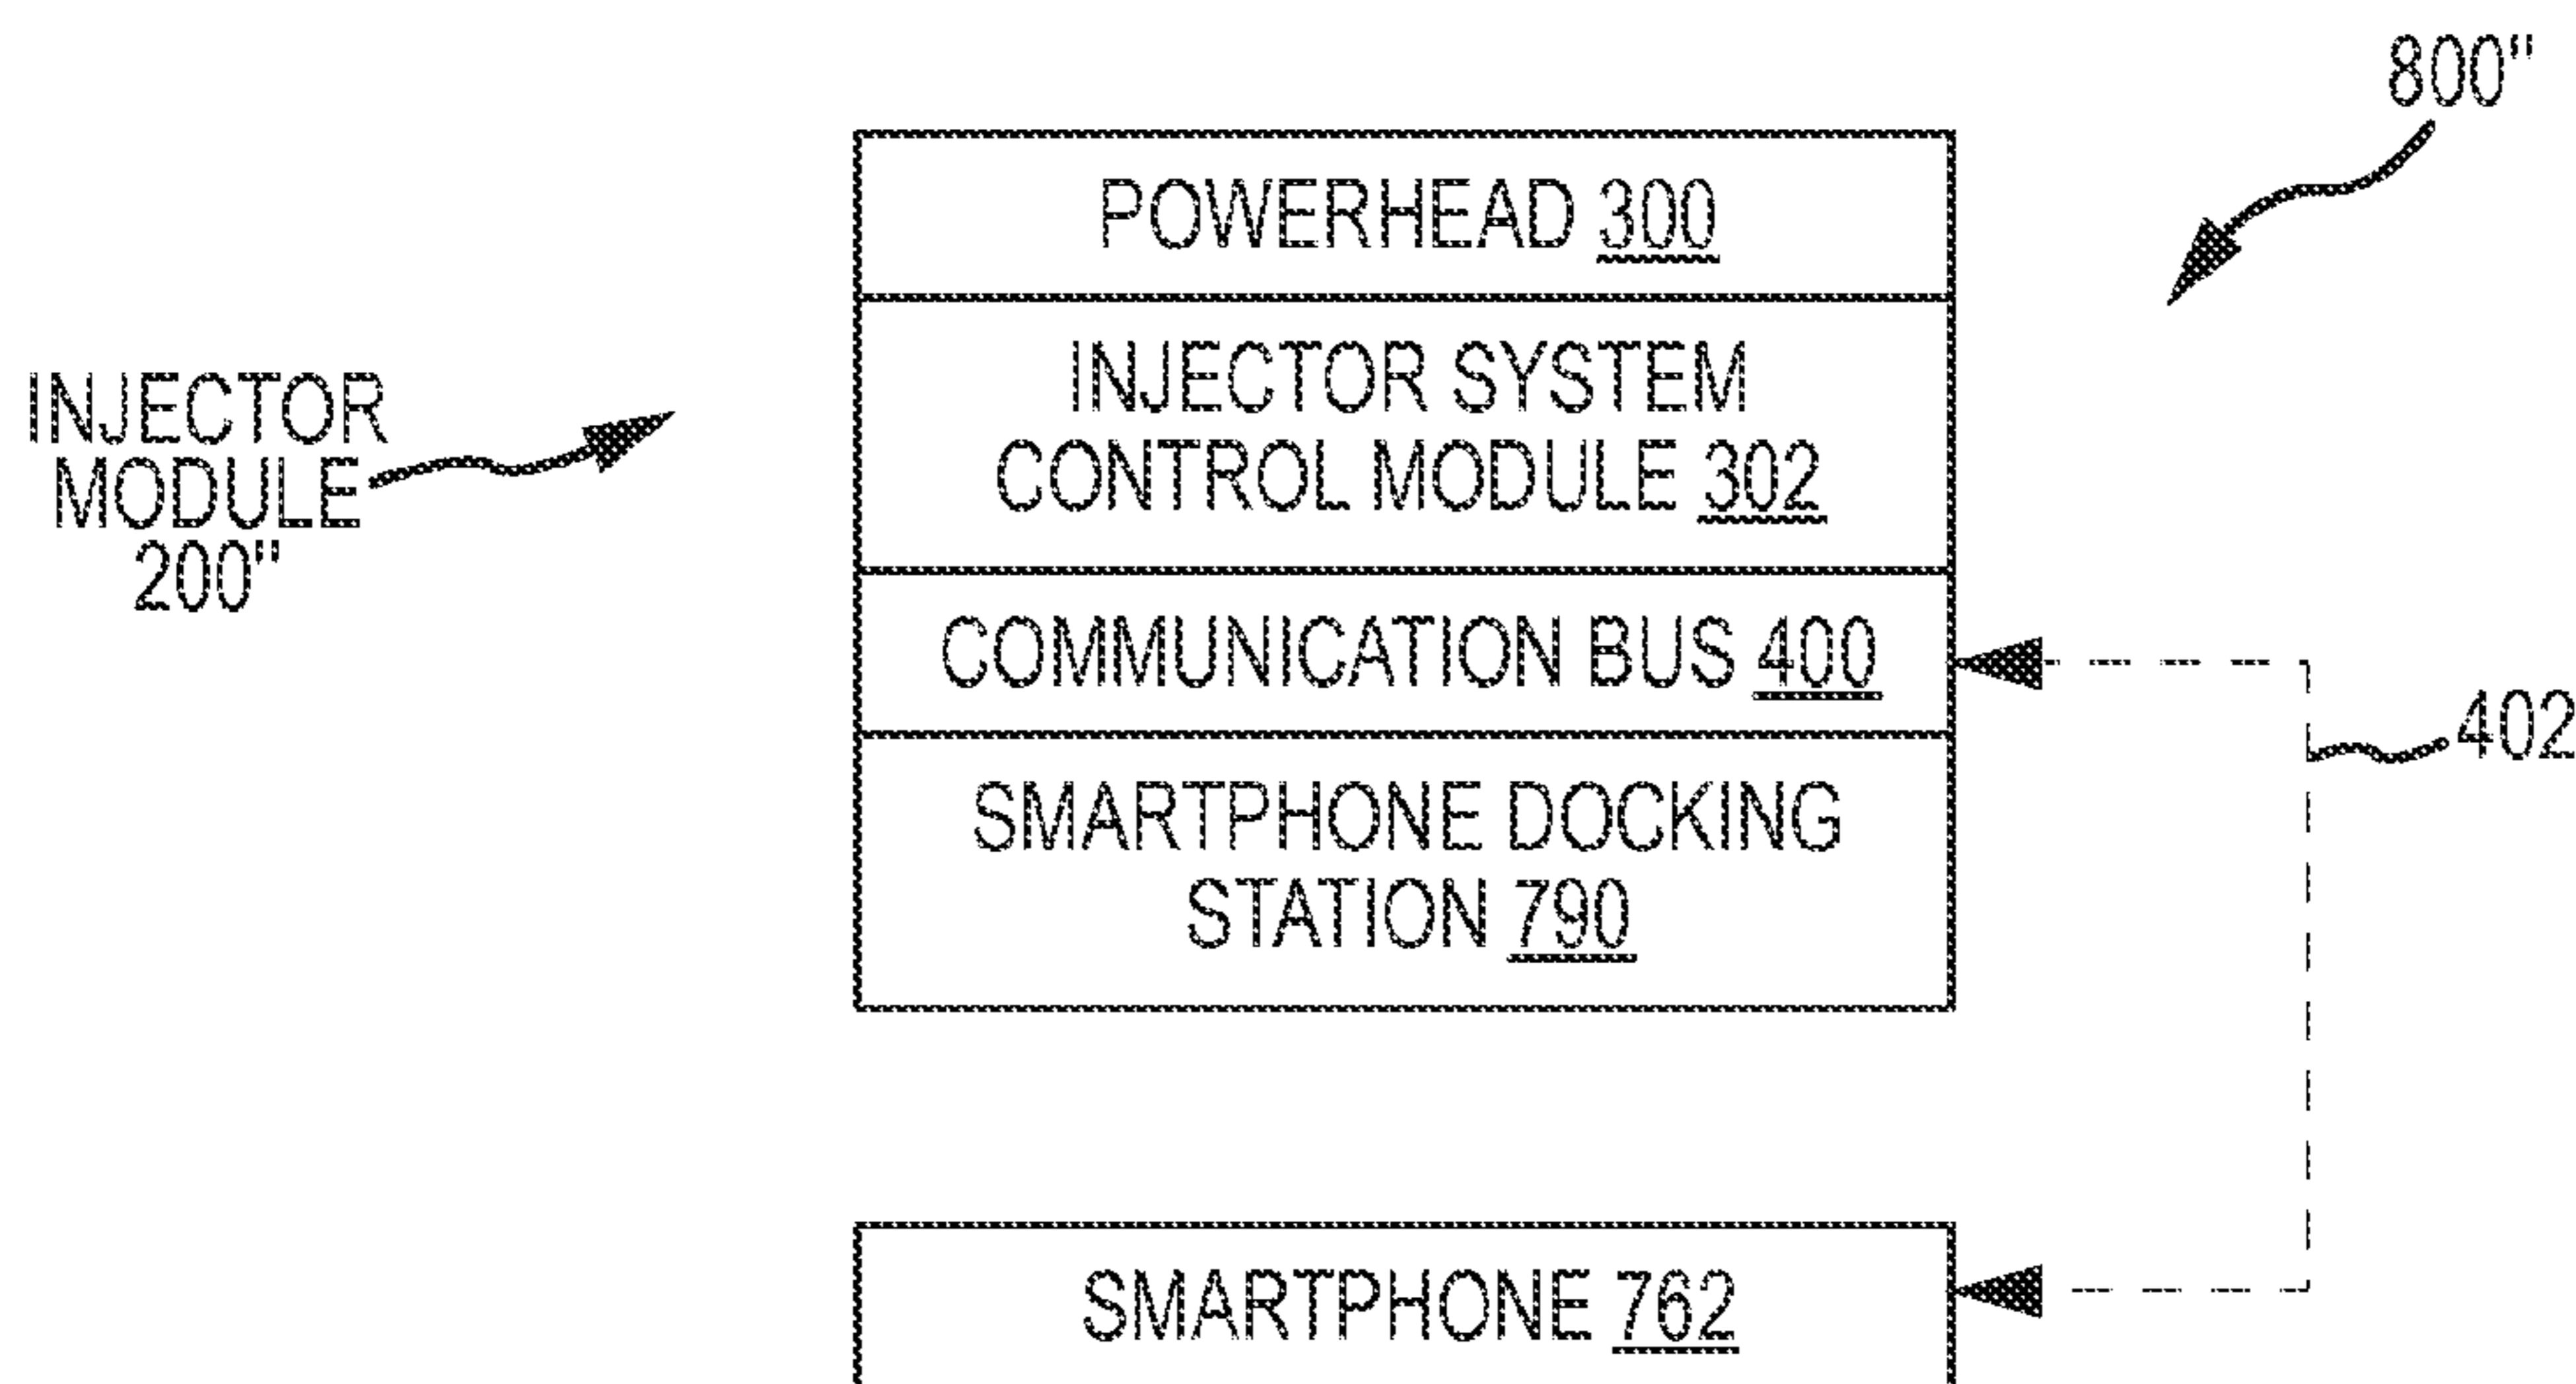 800"
POWERHEAD 300
INJECTOR SYSTEM
CONTROL MODULE 302
INJECTOR
MODULE
200"
COMMUNICATION BUS 400
402
SMARTPHONE DOCKING
STATION 790
SMARTPHONE 762